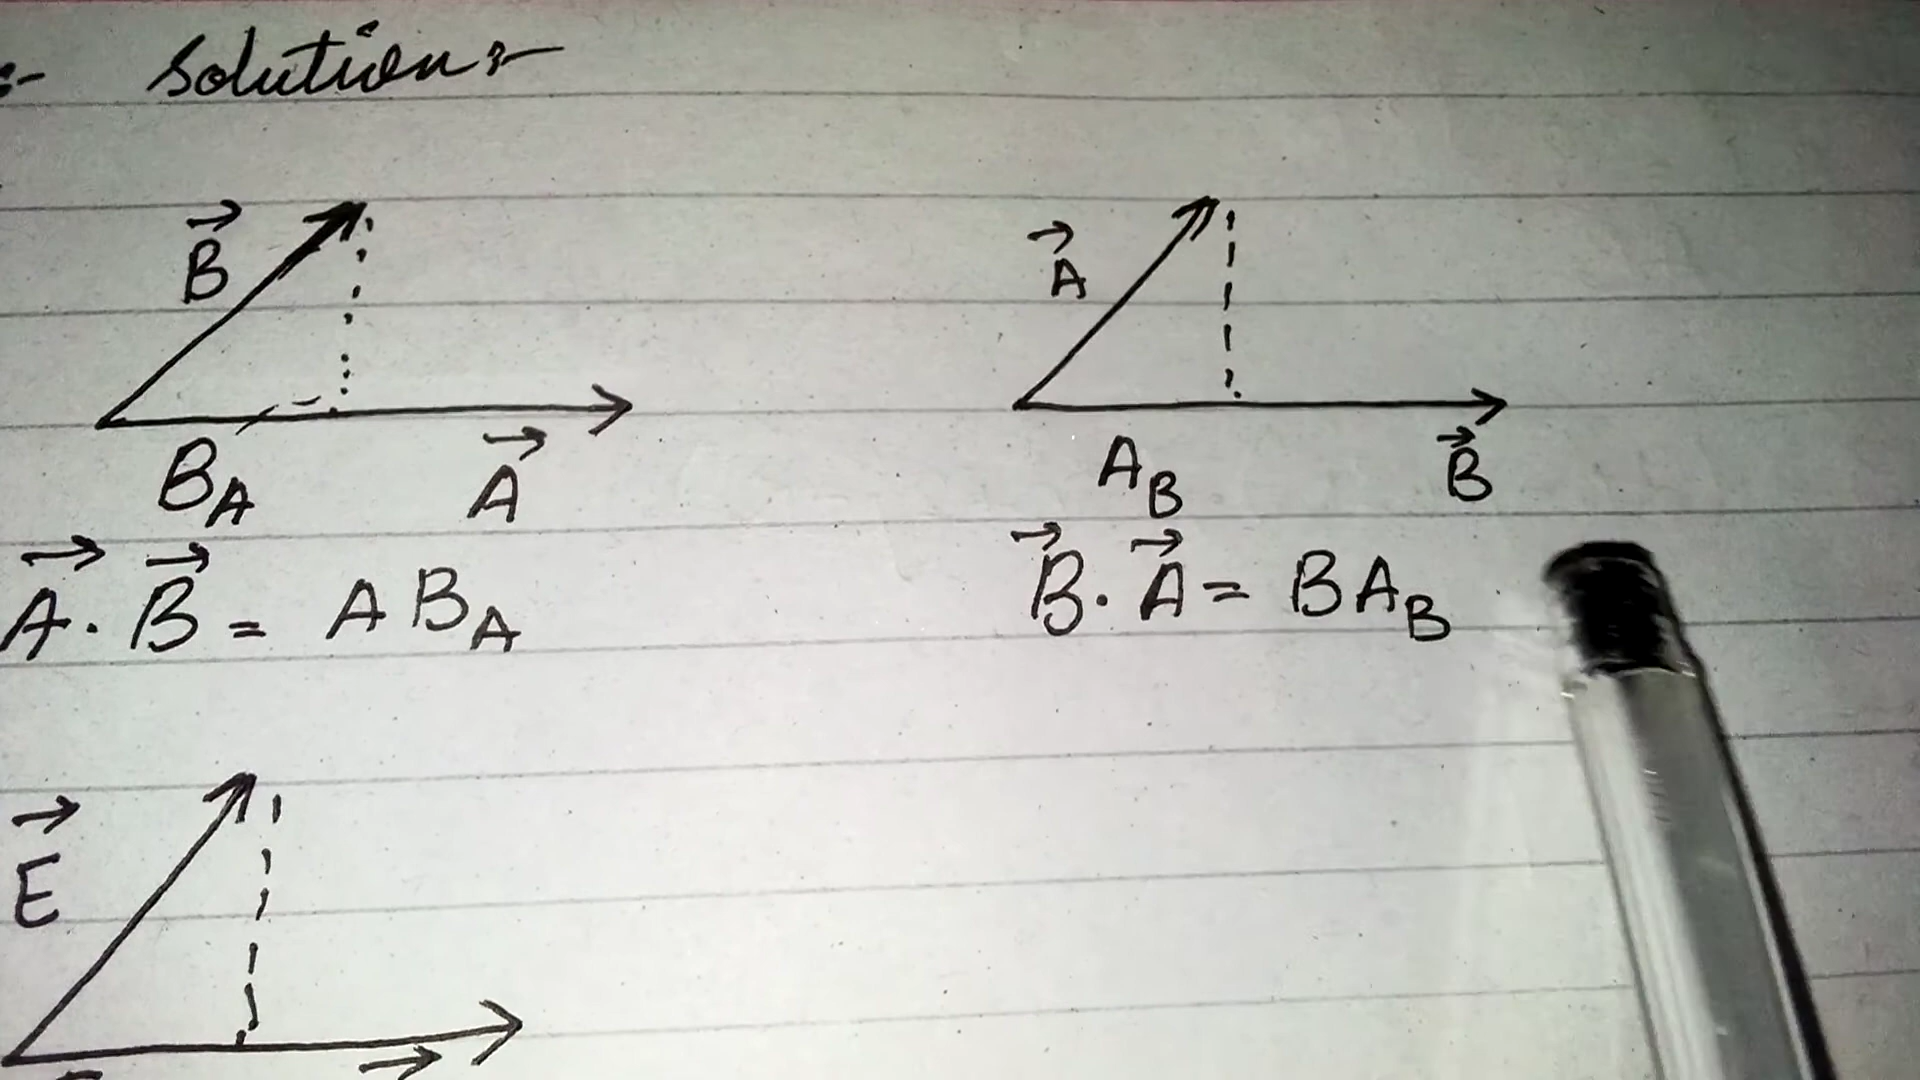 :- Solution:-
B⃗
A⃗
B_A
A⃗
A_B
B⃗
A⃗ . B⃗ = A B_A
B⃗ . A⃗ = B A_B
E⃗